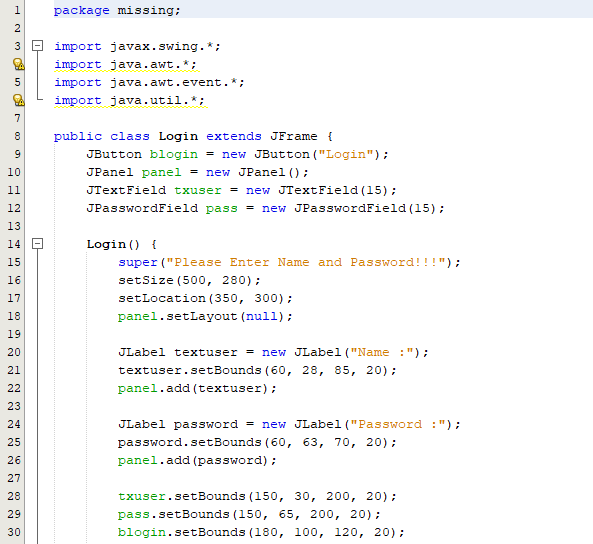 1 package missing;
2
3 import javax.swing.*;
import java.awt.*;
5 import java.awt.event.*;
import java.util.*;
7
8 public class Login extends JFrame {
9 JButton blogin = new JButton("Login");
10 JPanel panel = new JPanel();
11 JTextField txuser = new JTextField(15);
12 JPasswordField pass = new JPasswordField(15);
13
14 Login() {
15 super("Please Enter Name and Password!!!");
16 setSize(500, 280);
17 setLocation(350, 300);
18 panel.setLayout(null);
19
20 JLabel textuser = new JLabel("Name :");
21 textuser.setBounds(60, 28, 85, 20);
22 panel.add(textuser);
23
24 JLabel password = new JLabel("Password :");
25 password.setBounds(60, 63, 70, 20);
26 panel.add(password);
27
28 txuser.setBounds(150, 30, 200, 20);
29 pass.setBounds(150, 65, 200, 20);
30 blogin.setBounds(180, 100, 120, 20);